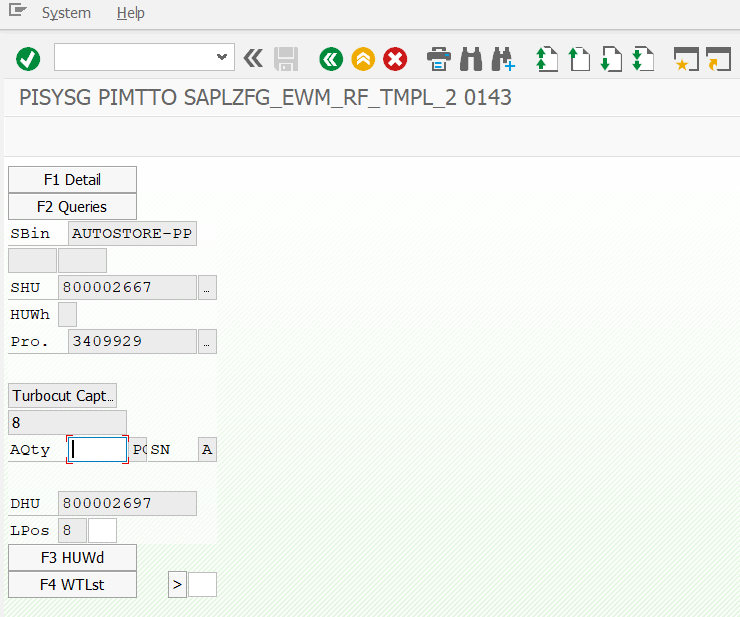 System Help
PISYSG PIMTTO SAPLZFG_EWM_RF_TMPL_2 0143
F1 Detail
F2 Queries
SBin AUTOSTORE-PP
SHU 800002667 …
HUWh
Pro. 3409929 …
Turbocut Capt…
8
AQty SN A
DHU 800002697
LPos 8
F3 HUWd
F4 WTLst >